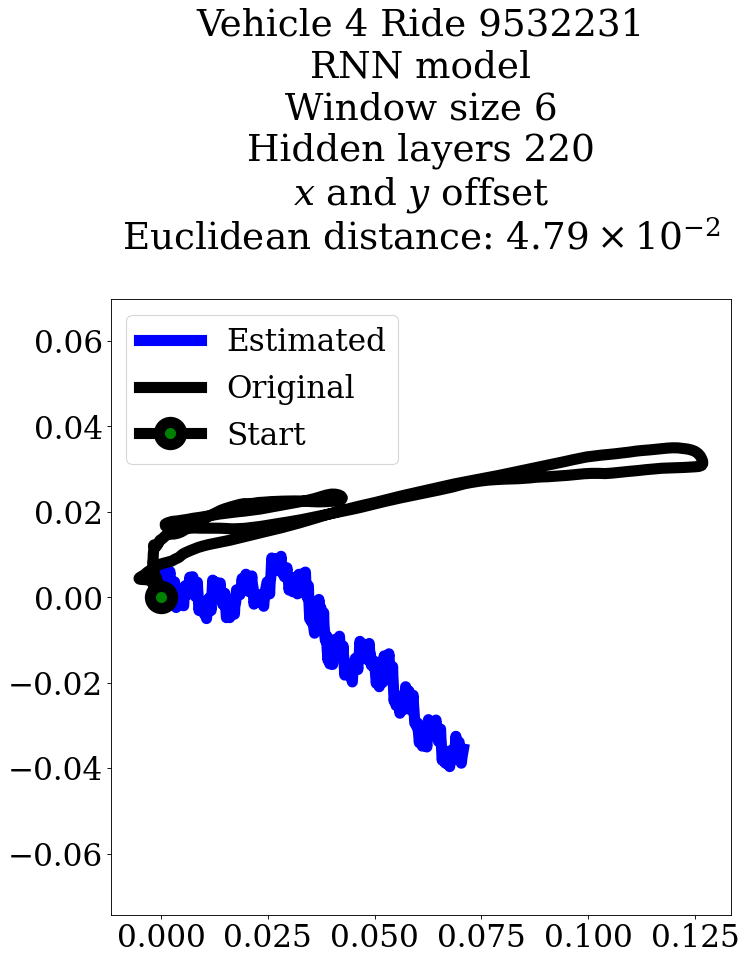 Vehicle 4 Ride 9532231
RNN model
Window size 6
Hidden layers 220
x and y offset
Euclidean distance: 4.79 × 10⁻²
Estimated
Original
Start
0.06
0.04
0.02
0.00
−0.02
−0.04
−0.06
0.000 0.025 0.050 0.075 0.100 0.125